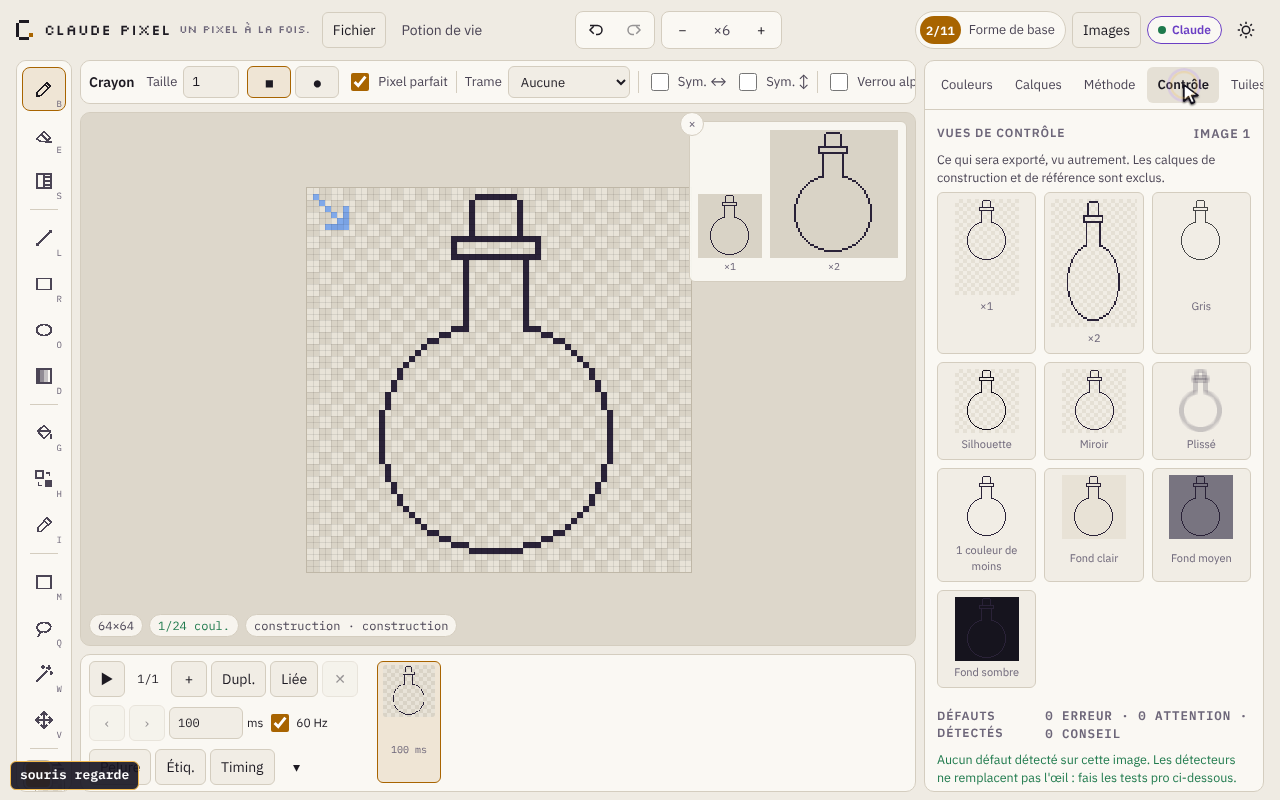 CLAUDE PIXEL UN PIXEL À LA FOIS. Fichier Potion de vie − ×6 + 2/11 Forme de base Images Claude
Crayon Taille 1 Pixel parfait Trame Aucune Sym. ↔ Sym. ↕ Verrou alp
Couleurs Calques Méthode Contrôle Tuiles
B
E
S
L
R
O
D
G
H
I
M
Q
W
V
×
×1 ×2
64×64 1/24 coul. construction · construction
1/1 + Dupl. Liée ×
‹ › 100 ms 60 Hz
Étiq. Timing ▼
100 ms
souris regarde
VUES DE CONTRÔLE IMAGE 1
Ce qui sera exporté, vu autrement. Les calques de
construction et de référence sont exclus.
×1 ×2 Gris
Silhouette Miroir Plissé
1 couleur de
moins
Fond clair Fond moyen
Fond sombre
DÉFAUTS
DÉTECTÉS
0 ERREUR · 0 ATTENTION ·
0 CONSEIL
Aucun défaut détecté sur cette image. Les détecteurs
ne remplacent pas l'œil : fais les tests pro ci-dessous.